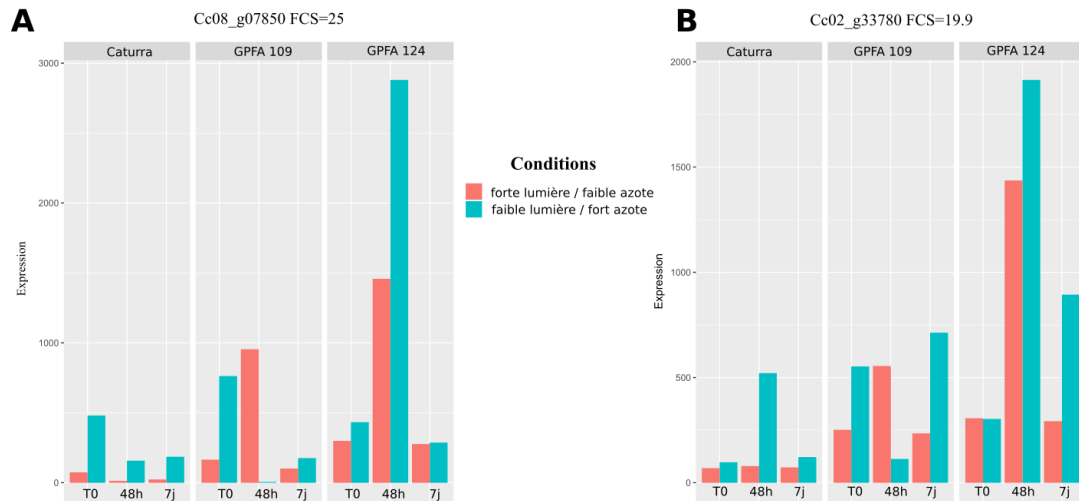 A
Cc08_g07850 FCS=25
Caturra
GPFA 109
GPFA 124
3000
2000
1000
0
Expression
T0 48h 7j
T0 48h 7j
T0 48h 7j
Conditions
forte lumière / faible azote
faible lumière / fort azote
B
Cc02_g33780 FCS=19.9
Caturra
GPFA 109
GPFA 124
2000
1500
1000
500
0
Expression
T0 48h 7j
T0 48h 7j
T0 48h 7j